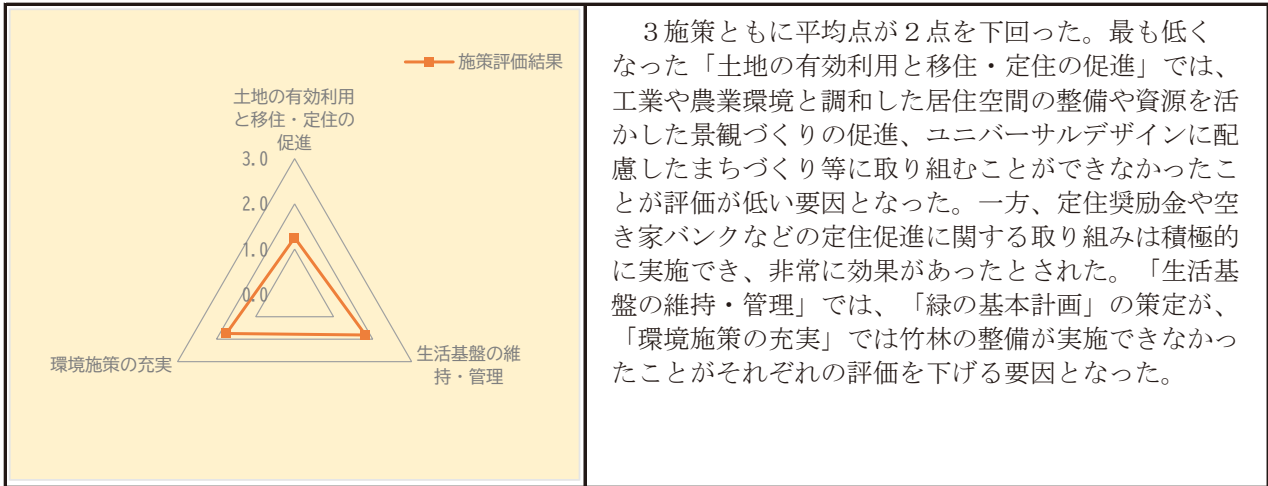 施策評価結果
土地の有効利用
と移住・定住の
促進
3.0
2.0
1.0
0.0
環境施策の充実
生活基盤の維
持・管理
　３施策ともに平均点が２点を下回った。最も低く
なった「土地の有効利用と移住・定住の促進」では、
工業や農業環境と調和した居住空間の整備や資源を活
かした景観づくりの促進、ユニバーサルデザインに配
慮したまちづくり等に取り組むことができなかったこ
とが評価が低い要因となった。一方、定住奨励金や空
き家バンクなどの定住促進に関する取り組みは積極的
に実施でき、非常に効果があったとされた。「生活基
盤の維持・管理」では、「緑の基本計画」の策定が、
「環境施策の充実」では竹林の整備が実施できなかっ
たことがそれぞれの評価を下げる要因となった。